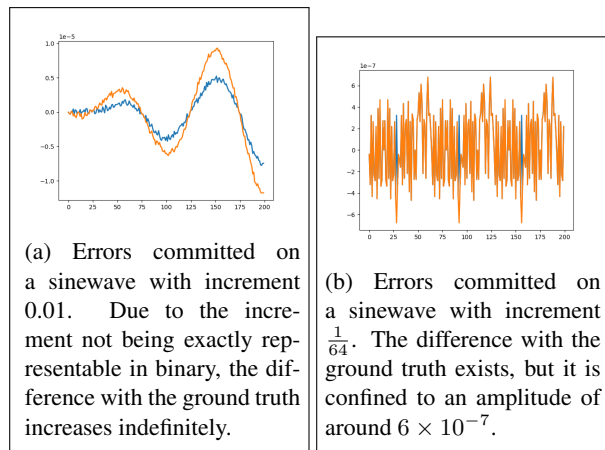 1e−5
1.0
0.5
0.0
−0.5
−1.0
0 25 50 75 100 125 150 175 200
(a) Errors committed on
a sinewave with increment
0.01. Due to the incre-
ment not being exactly rep-
resentable in binary, the dif-
ference with the ground truth
increases indefinitely.
1e−7
6
4
2
0
−2
−4
−6
0 25 50 75 100 125 150 175 200
(b) Errors committed on
a sinewave with increment
1/64. The difference with the
ground truth exists, but it is
confined to an amplitude of
around 6 × 10⁻⁷.